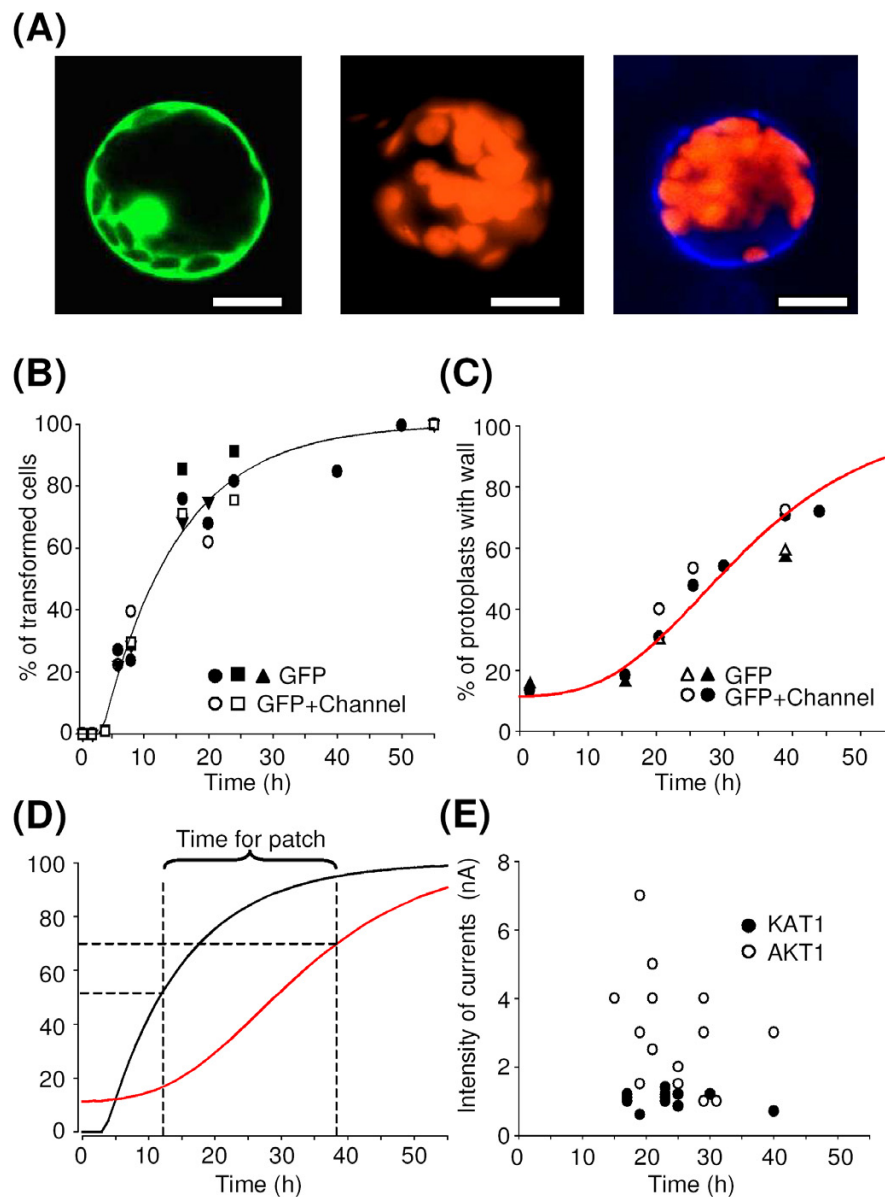 (A)
(B)
% of transformed cells
100
80
60
40
20
0
0 10 20 30 40 50
Time (h)
GFP
GFP+Channel
(C)
% of protoplasts with wall
100
80
60
40
20
0
0 10 20 30 40 50
Time (h)
GFP
GFP+Channel
(D)
Time for patch
100
80
60
40
20
0
0 10 20 30 40 50
Time (h)
(E)
Intensity of currents (nA)
8
6
4
2
0
0 10 20 30 40 50
Time (h)
KAT1
AKT1